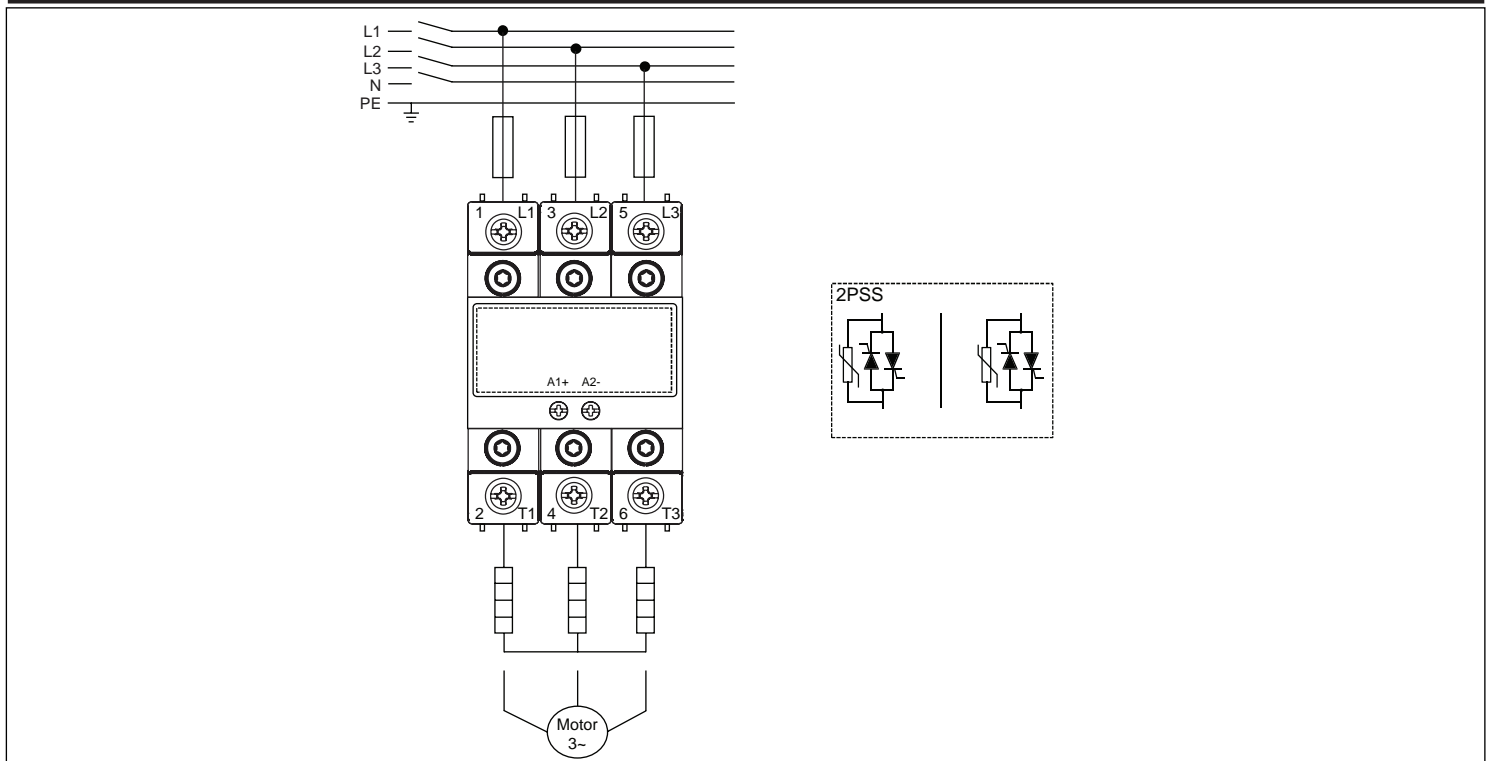 L1
L2
L3
N
PE
1 L1 3 L2 5 L3
2PSS
A1+ A2-
2 T1 4 T2 6 T3
Motor
3~